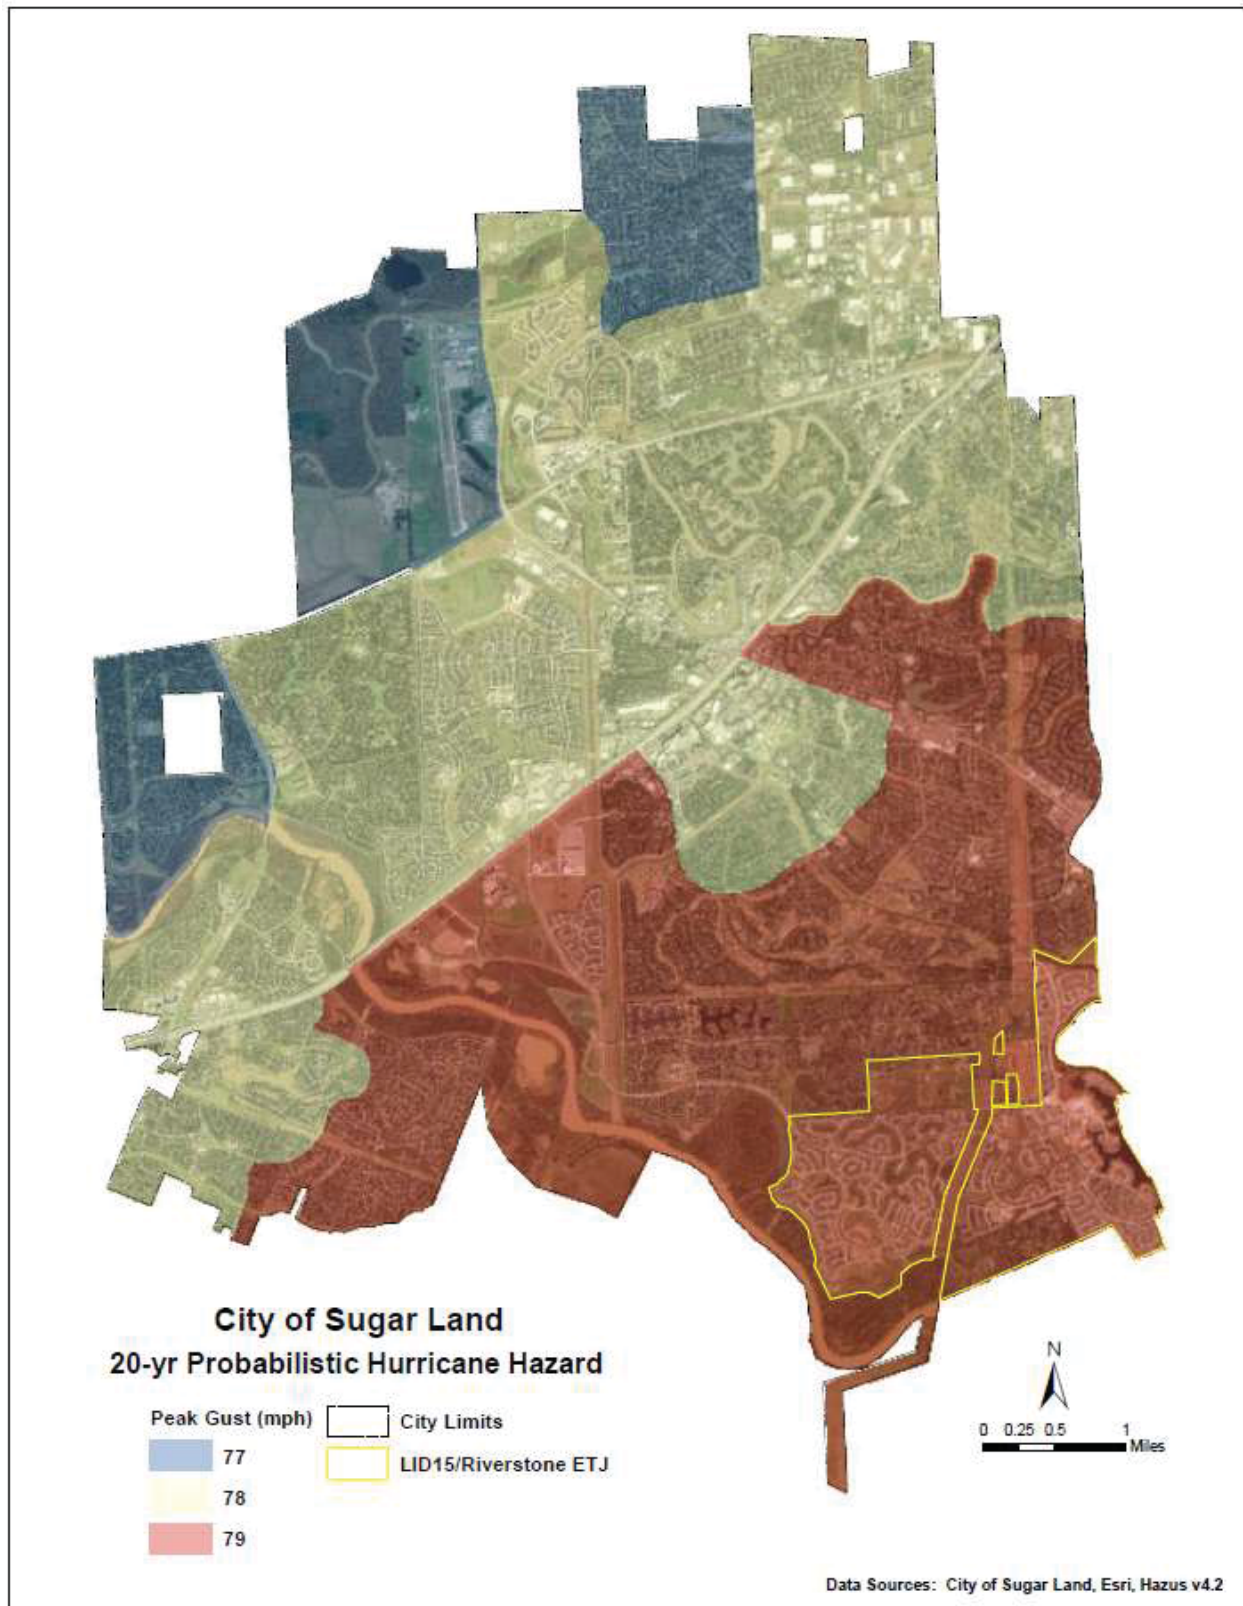 City of Sugar Land
20-yr Probabilistic Hurricane Hazard
Peak Gust (mph)
77
78
79
City Limits
LID15/Riverstone ETJ
N
0 0.25 0.5 1
Miles
Data Sources: City of Sugar Land, Esri, Hazus v4.2